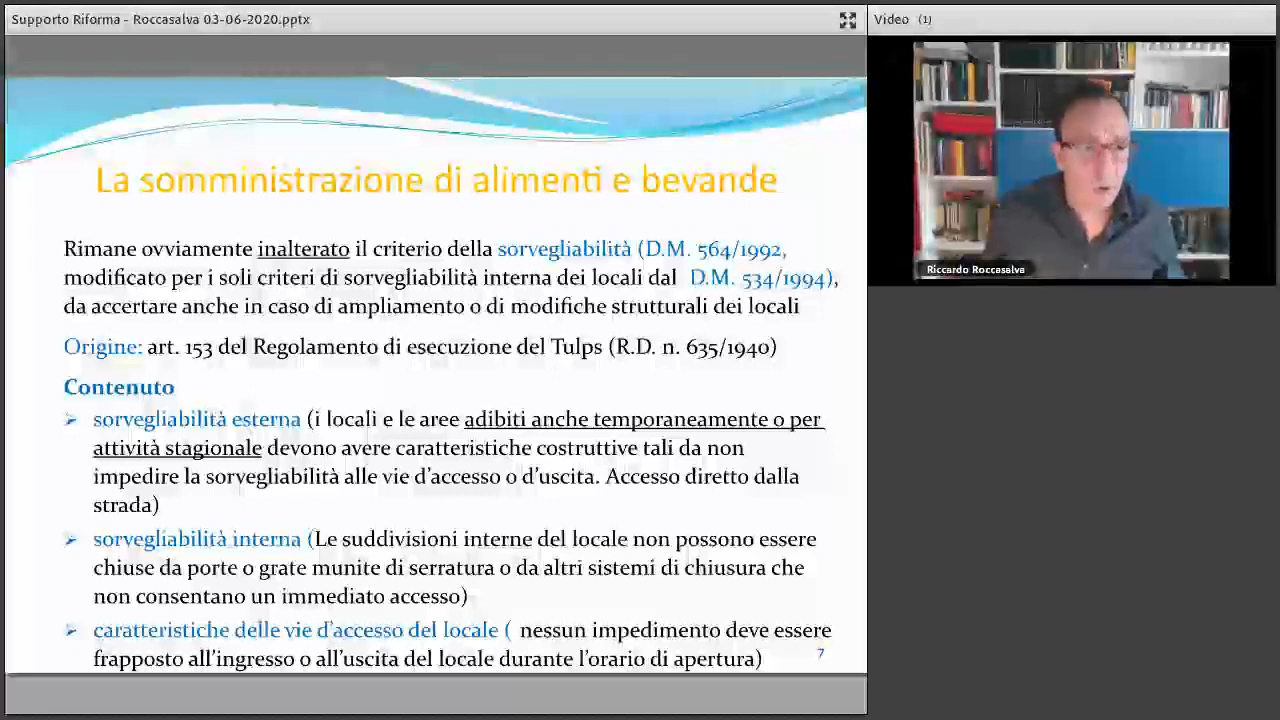 Supporto Riforma - Roccasalva 03-06-2020.pptx
Video (1)
La somministrazione di alimenti e bevande
Rimane ovviamente inalterato il criterio della sorvegliabilità (D.M. 564/1992,
modificato per i soli criteri di sorvegliabilità interna dei locali dal D.M. 534/1994),
da accertare anche in caso di ampliamento o di modifiche strutturali dei locali
Origine: art. 153 del Regolamento di esecuzione del Tulps (R.D. n. 635/1940)
Contenuto
➢ sorvegliabilità esterna (i locali e le aree adibiti anche temporaneamente o per
attività stagionale devono avere caratteristiche costruttive tali da non
impedire la sorvegliabilità alle vie d’accesso o d’uscita. Accesso diretto dalla
strada)
➢ sorvegliabilità interna (Le suddivisioni interne del locale non possono essere
chiuse da porte o grate munite di serratura o da altri sistemi di chiusura che
non consentano un immediato accesso)
➢ caratteristiche delle vie d’accesso del locale ( nessun impedimento deve essere
frapposto all’ingresso o all’uscita del locale durante l’orario di apertura)
7
Riccardo Roccasalva